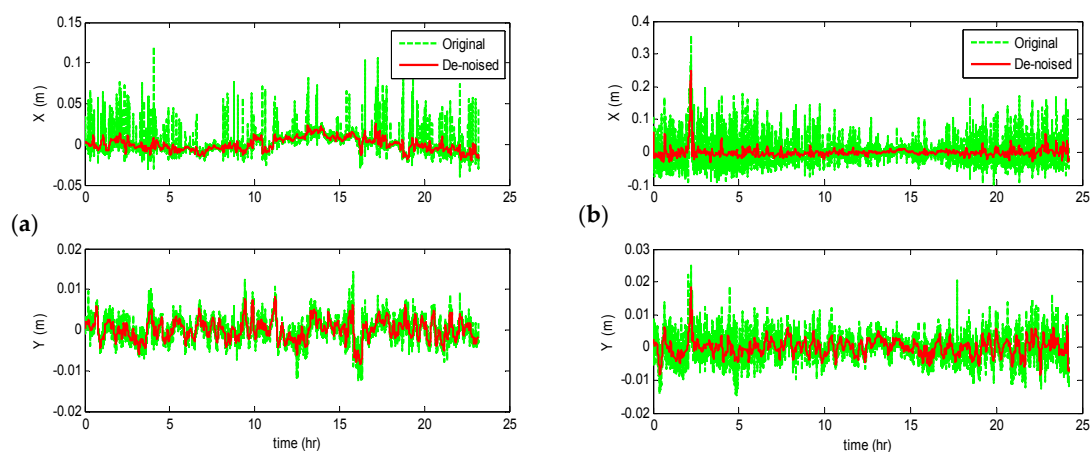 0.15
0.1
0.05
0
-0.05
X (m)
0 5 10 15 20 25
Original
De-noised
(a)
0.02
0.01
0
-0.01
-0.02
Y (m)
0 5 10 15 20 25
time (hr)
0.4
0.3
0.2
0.1
0
-0.1
X (m)
0 5 10 15 20 25
Original
De-noised
(b)
0.03
0.02
0.01
0
-0.01
-0.02
Y (m)
0 5 10 15 20 25
time (hr)